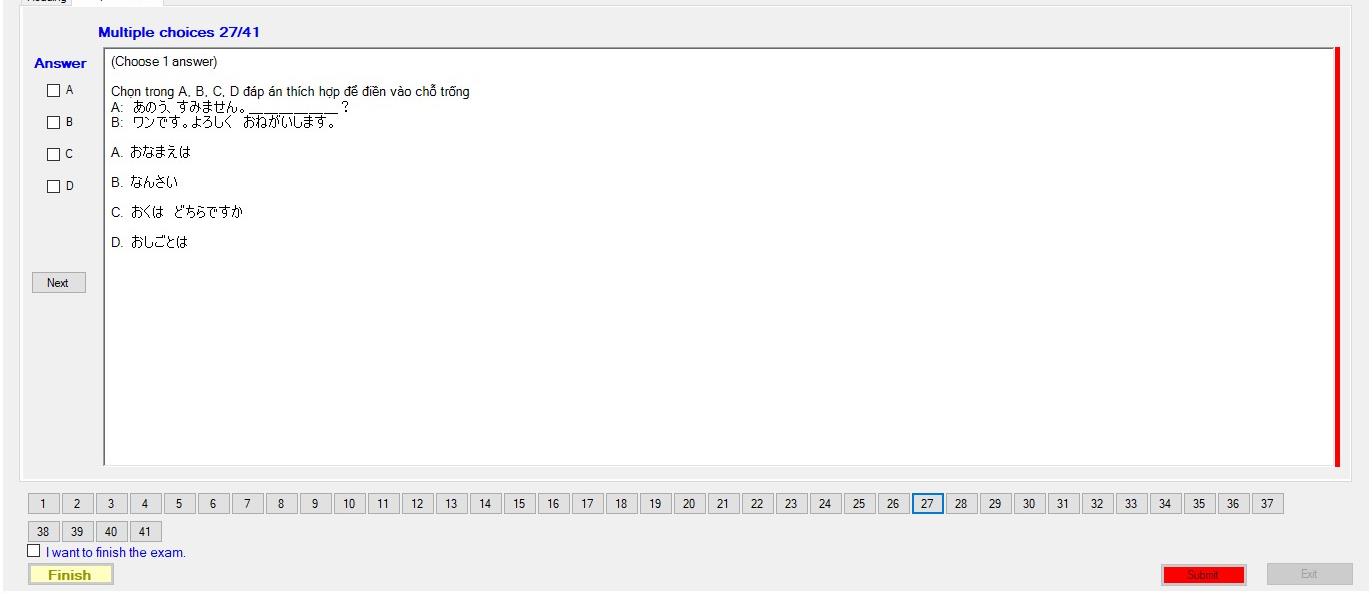 Multiple choices 27/41
Answer
(Choose 1 answer)
A
Chọn trong A, B, C, D đáp án thích hợp để điền vào chỗ trống
A: あのう、すみません。____________？
B
B: ワンです。よろしく　おねがいします。
C
A. おなまえは
D
B. なんさい
C. おくは　どちらですか
D. おしごとは
Next
1 2 3 4 5 6 7 8 9 10 11 12 13 14 15 16 17 18 19 20 21 22 23 24 25 26 27 28 29 30 31 32 33 34 35 36 37
38 39 40 41
I want to finish the exam.
Finish
Submit
Exit